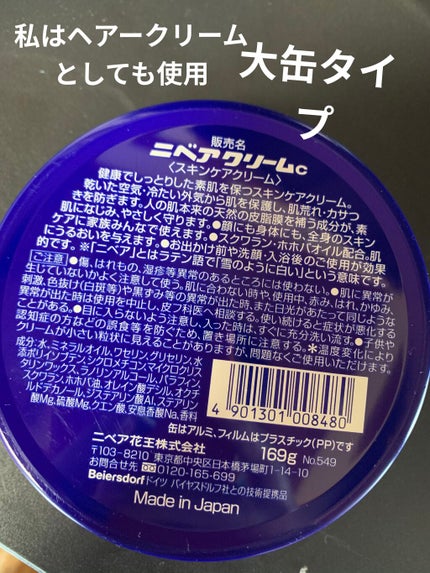 私はヘアークリーム
としても使用
大缶タイ
プ
販売名
ニベアクリームc
〈スキンケアクリーム〉
健康でしっとりした素肌を保つスキンケアクリーム。
乾いた空気・冷たい外気から肌を保護し、肌荒れ・カサつ
きを防ぎます。人の肌本来の天然の皮脂膜を補う成分が、素
肌になじみ、やさしく守ります。●顔にも身体にも、全身のスキン
ケアに家族みんなで使えます。●スクワラン・ホホバオイル配合。肌
にうるおいを与えます。●お出かけ前や洗顔・入浴後のご使用が効果
的です。※「ニベア」とはラテン語で「雪のように白い」という意味です。
ご注意 ●傷、はれもの、湿疹等異常のあるところには使わない。●肌に異常が
生じていないかよく注意して使う。肌に合わない時や、使用中、赤み、はれ、かゆみ、
刺激、色抜け(白斑等)や黒ずみ等の異常が出た時、また日光があたって同じような
異常が出た時は使用を中止し、皮フ科医へ相談する。使い続けると症状が悪化する
ことがある。●目に入らないよう注意し、入った時は、すぐに充分洗い流す。●子供や
認知症の方などの誤食等を防ぐため、置き場所に注意する。＊温度変化により
クリームが小さい粒状に見えることがありますが、問題なくご使用いただけます。
成分:水、ミネラルオイル、ワセリン、グリセリン、水
添ポリイソブテン、シクロメチコン、マイクロクリス
タリンワックス、ラノリンアルコール、パラフィン、
スクワラン、ホホバ油、オレイン酸デシル、オクチ
ルドデカノール、ジステアリン酸Al、ステアリン
酸Mg、硫酸Mg、クエン酸、安息香酸Na、香料
4 901301 008480
缶はアルミ、フィルムはプラスチック(PP)です
ニベア花王株式会社 169g No.549
〒103-8210 東京都中央区日本橋茅場町1-14-10
お問合せ先 0120-165-699
Beiersdorf ドイツ バイヤスドルフ社との技術提携品
Made in Japan